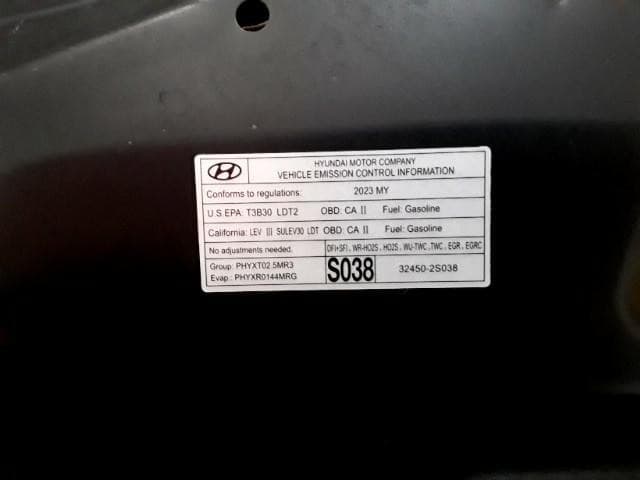 HYUNDAI MOTOR COMPANY
VEHICLE EMISSION CONTROL INFORMATION
Conforms to regulations: 2023 MY
U.S.EPA: T3B30 LDT2 OBD: CA II Fuel: Gasoline
California: LEV III SULEV30 LDT OBD: CA II Fuel: Gasoline
No adjustments needed. DFI+SFI, WR-HO2S, HO2S, WU-TWC, TWC, EGR, EGRC
Group: PHYXT02.5MR3
Evap: PHYXR0144MRG
S038 32450-2S038